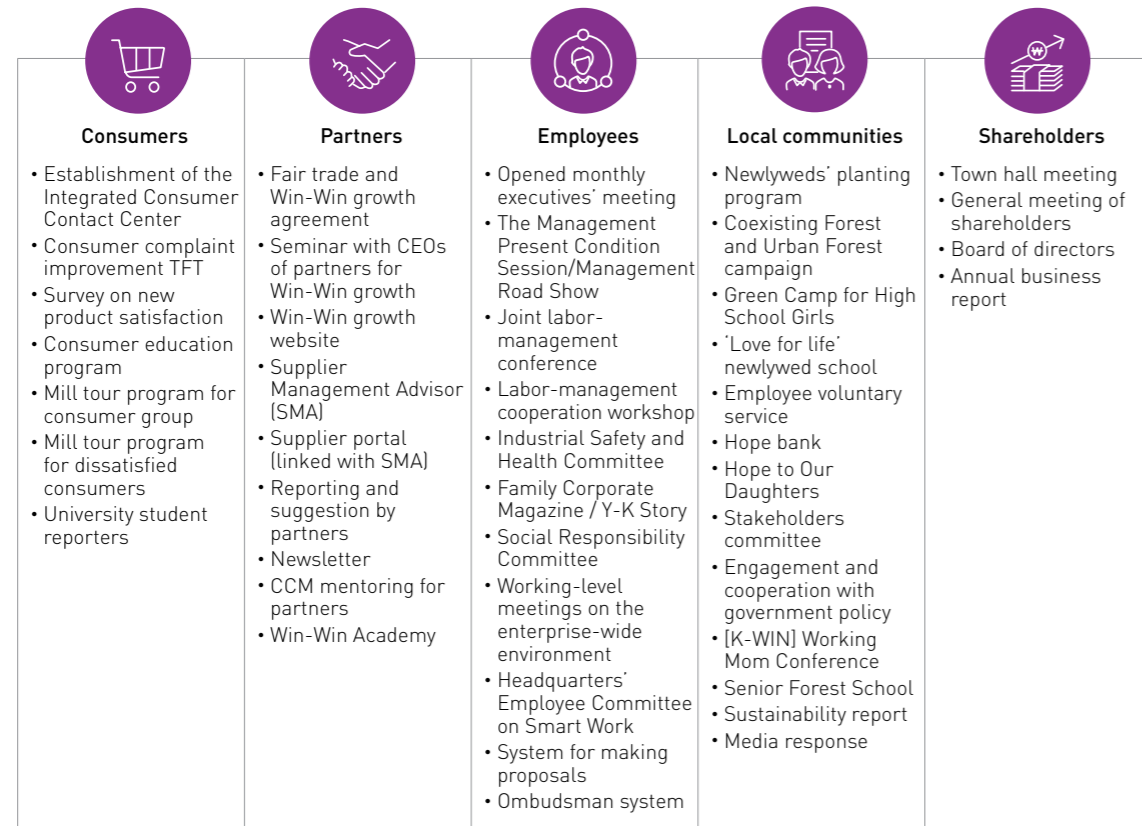 ₩
Consumers
• Establishment of the
Integrated Consumer
Contact Center
• Consumer complaint
improvement TFT
• Survey on new
product satisfaction
• Consumer education
program
• Mill tour program for
consumer group
• Mill tour program
for dissatisfied
consumers
• University student
reporters
Partners
• Fair trade and
Win-Win growth
agreement
• Seminar with CEOs
of partners for
Win-Win growth
• Win-Win growth
website
• Supplier
Management Advisor
(SMA)
• Supplier portal
(linked with SMA)
• Reporting and
suggestion by
partners
• Newsletter
• CCM mentoring for
partners
• Win-Win Academy
Employees
• Opened monthly
executives’ meeting
• The Management
Present Condition
Session/Management
Road Show
• Joint labor-
management
conference
• Labor-management
cooperation workshop
• Industrial Safety and
Health Committee
• Family Corporate
Magazine / Y-K Story
• Social Responsibility
Committee
• Working-level
meetings on the
enterprise-wide
environment
• Headquarters’
Employee Committee
on Smart Work
• System for making
proposals
• Ombudsman system
Local communities
• Newlyweds’ planting
program
• Coexisting Forest
and Urban Forest
campaign
• Green Camp for High
School Girls
• ‘Love for life’
newlywed school
• Employee voluntary
service
• Hope bank
• Hope to Our
Daughters
• Stakeholders
committee
• Engagement and
cooperation with
government policy
• [K-WIN] Working
Mom Conference
• Senior Forest School
• Sustainability report
• Media response
Shareholders
• Town hall meeting
• General meeting of
shareholders
• Board of directors
• Annual business
report